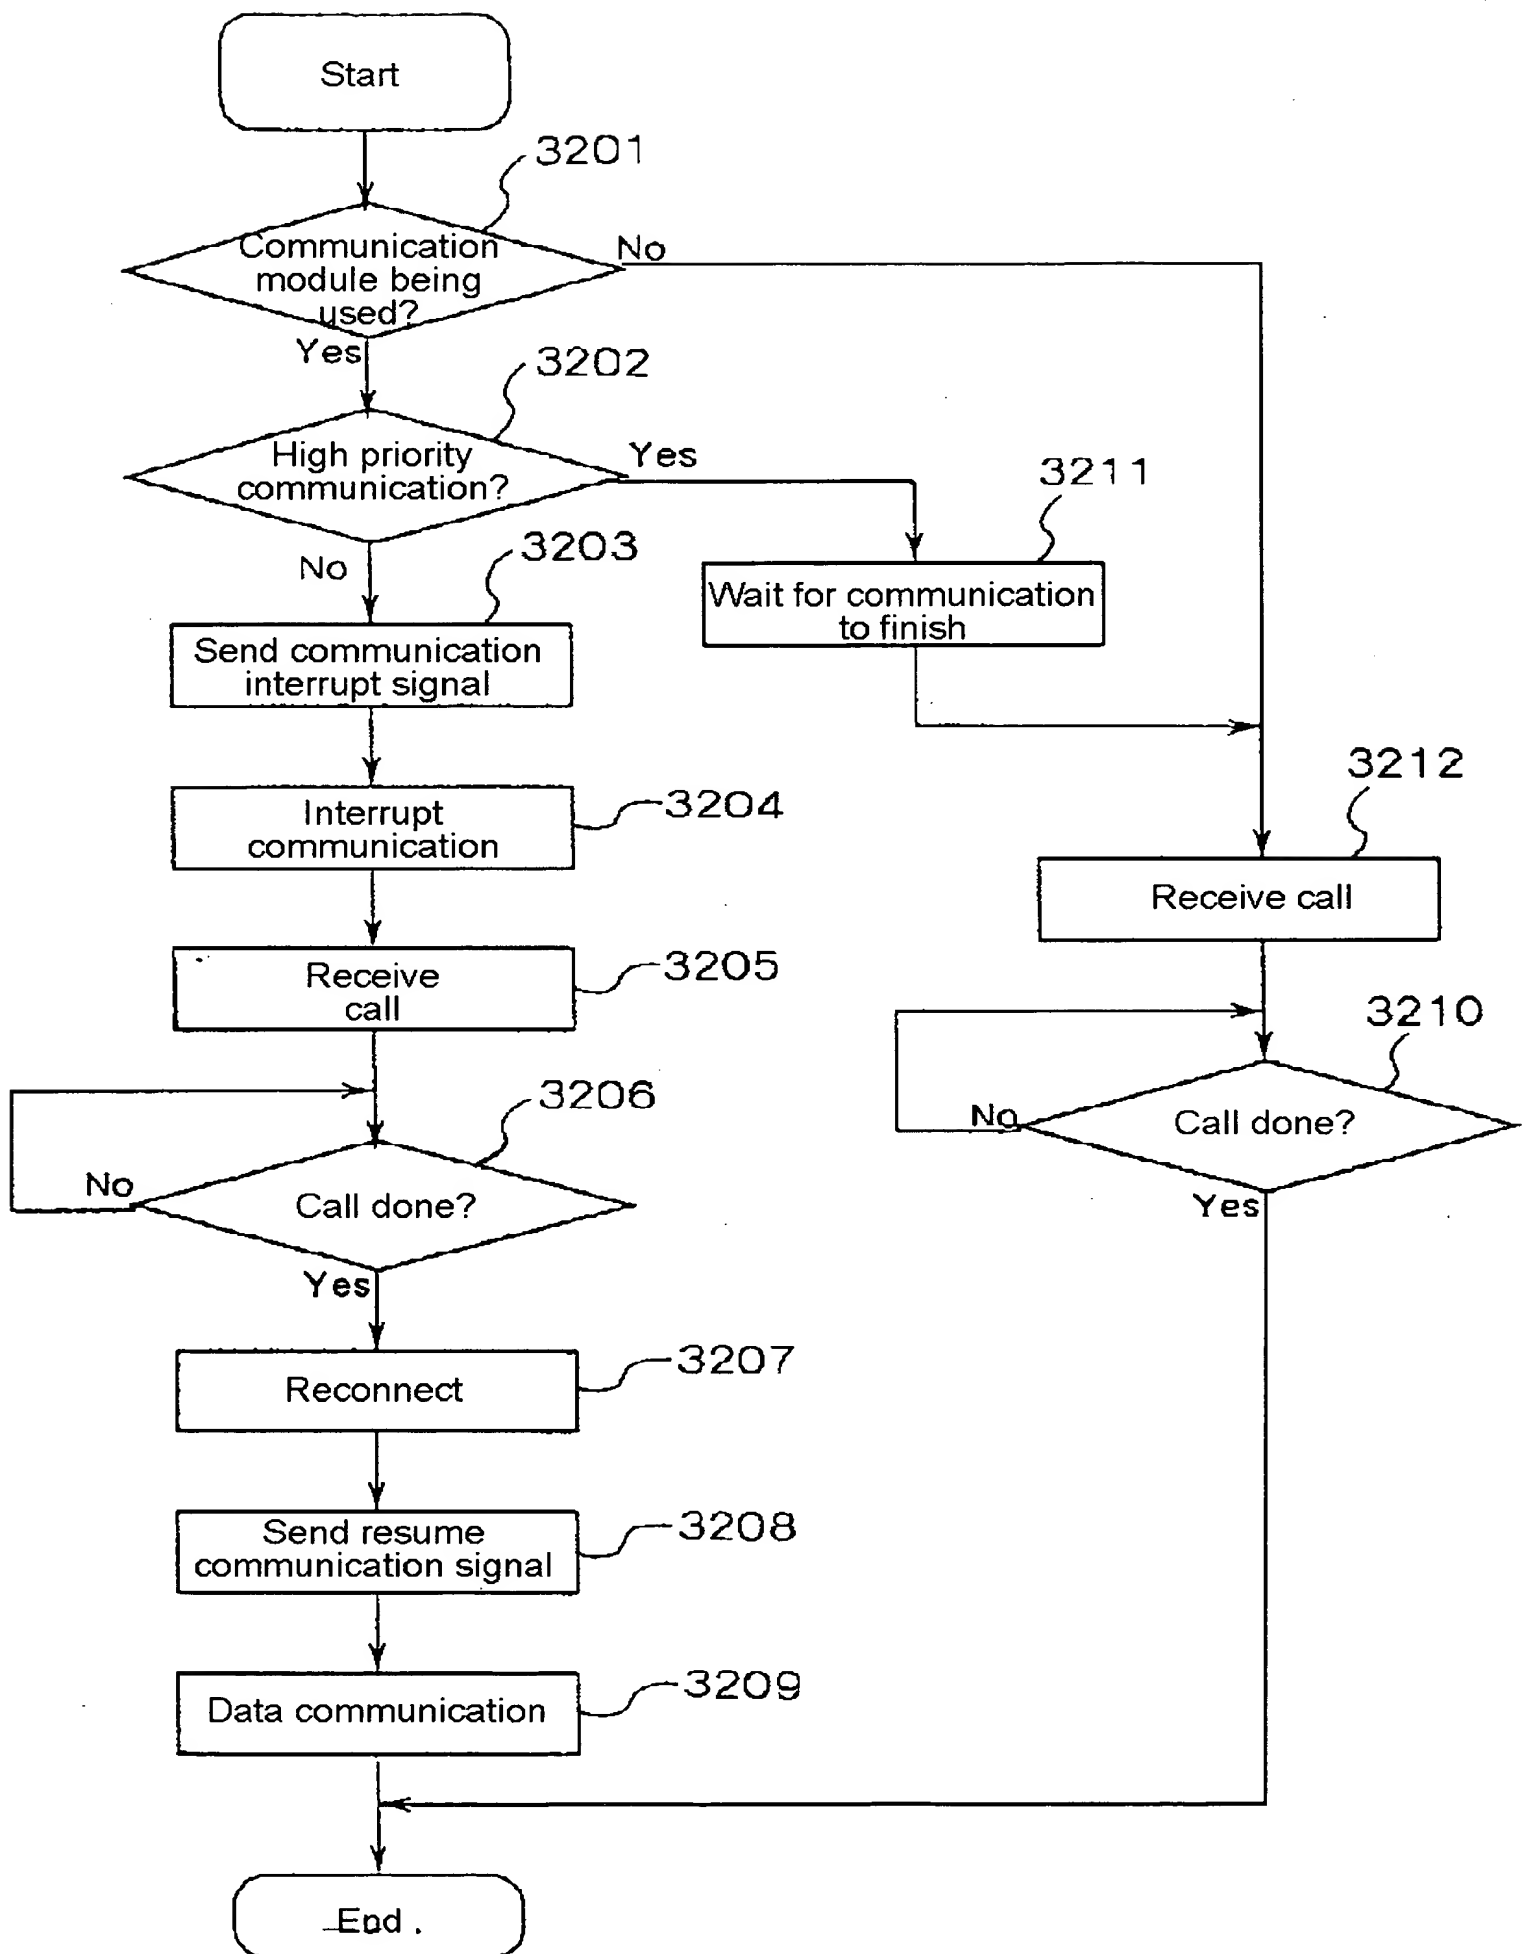 Start
3201
Communication
module being
used?
No
Yes
3202
High priority
communication?
Yes
3211
No
3203
Wait for communication
to finish
Send communication
interrupt signal
3212
Interrupt
communication
3204
Receive call
Receive
call
3205
3210
3206
No
Call done?
No
Call done?
Yes
Yes
3207
Reconnect
Send resume
communication signal
3208
Data communication
3209
End .